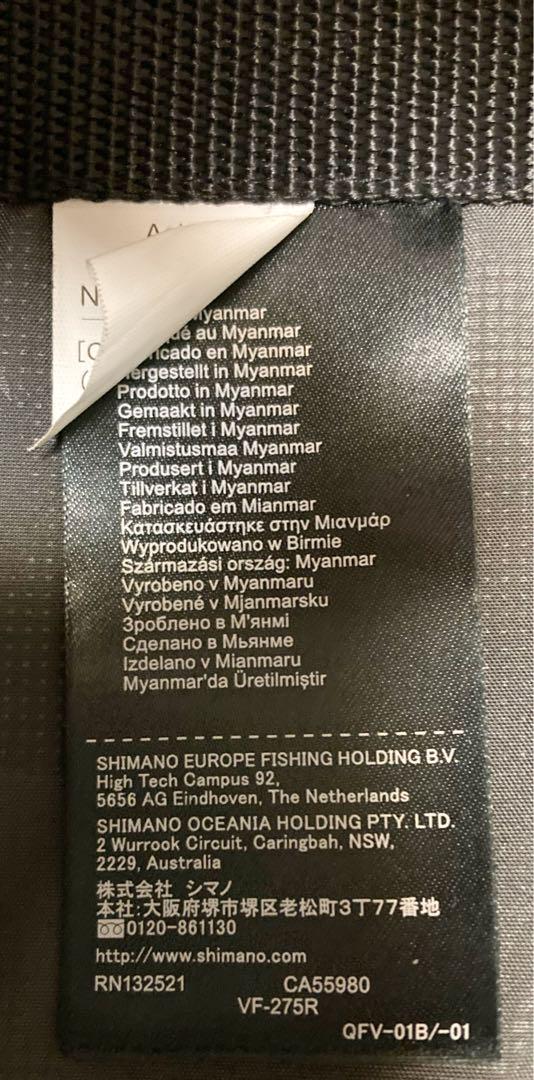 N
Myanmar
au Myanmar
en Myanmar
Hergestellt in Myanmar
Prodotto in Myanmar
Gemaakt in Myanmar
Fremstillet i Myanmar
Valmistusmaa Myanmar
Produsert i Myanmar
Tillverkat i Myanmar
Fabricado em Mianmar
Κατασκευάστηκε στην Μιανμάρ
Wyprodukowano w Birmie
Származási ország: Myanmar
Vyrobeno v Myanmaru
Vyrobené v Mjanmarsku
Зроблено в М'янмі
Сделано в Мьянме
Izdelano v Mianmaru
Myanmar'da Üretilmiştir
SHIMANO EUROPE FISHING HOLDING B.V.
High Tech Campus 92,
5656 AG Eindhoven, The Netherlands
SHIMANO OCEANIA HOLDING PTY. LTD.
2 Wurrook Circuit, Caringbah, NSW,
2229, Australia
株式会社 シマノ
本社:大阪府堺市堺区老松町3丁77番地
0120-861130
http://www.shimano.com
RN132521 CA55980
VF-275R
QFV-01B/-01